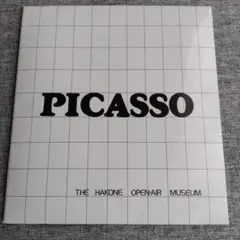 PICASSO
THE HAKONE OPEN-AIR MUSEUM